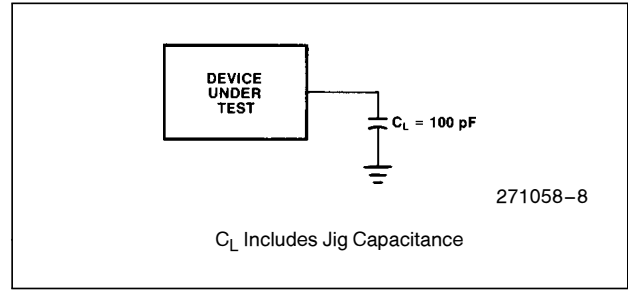 DEVICE
UNDER
TEST
C_L = 100 pF
271058–8
C_L Includes Jig Capacitance